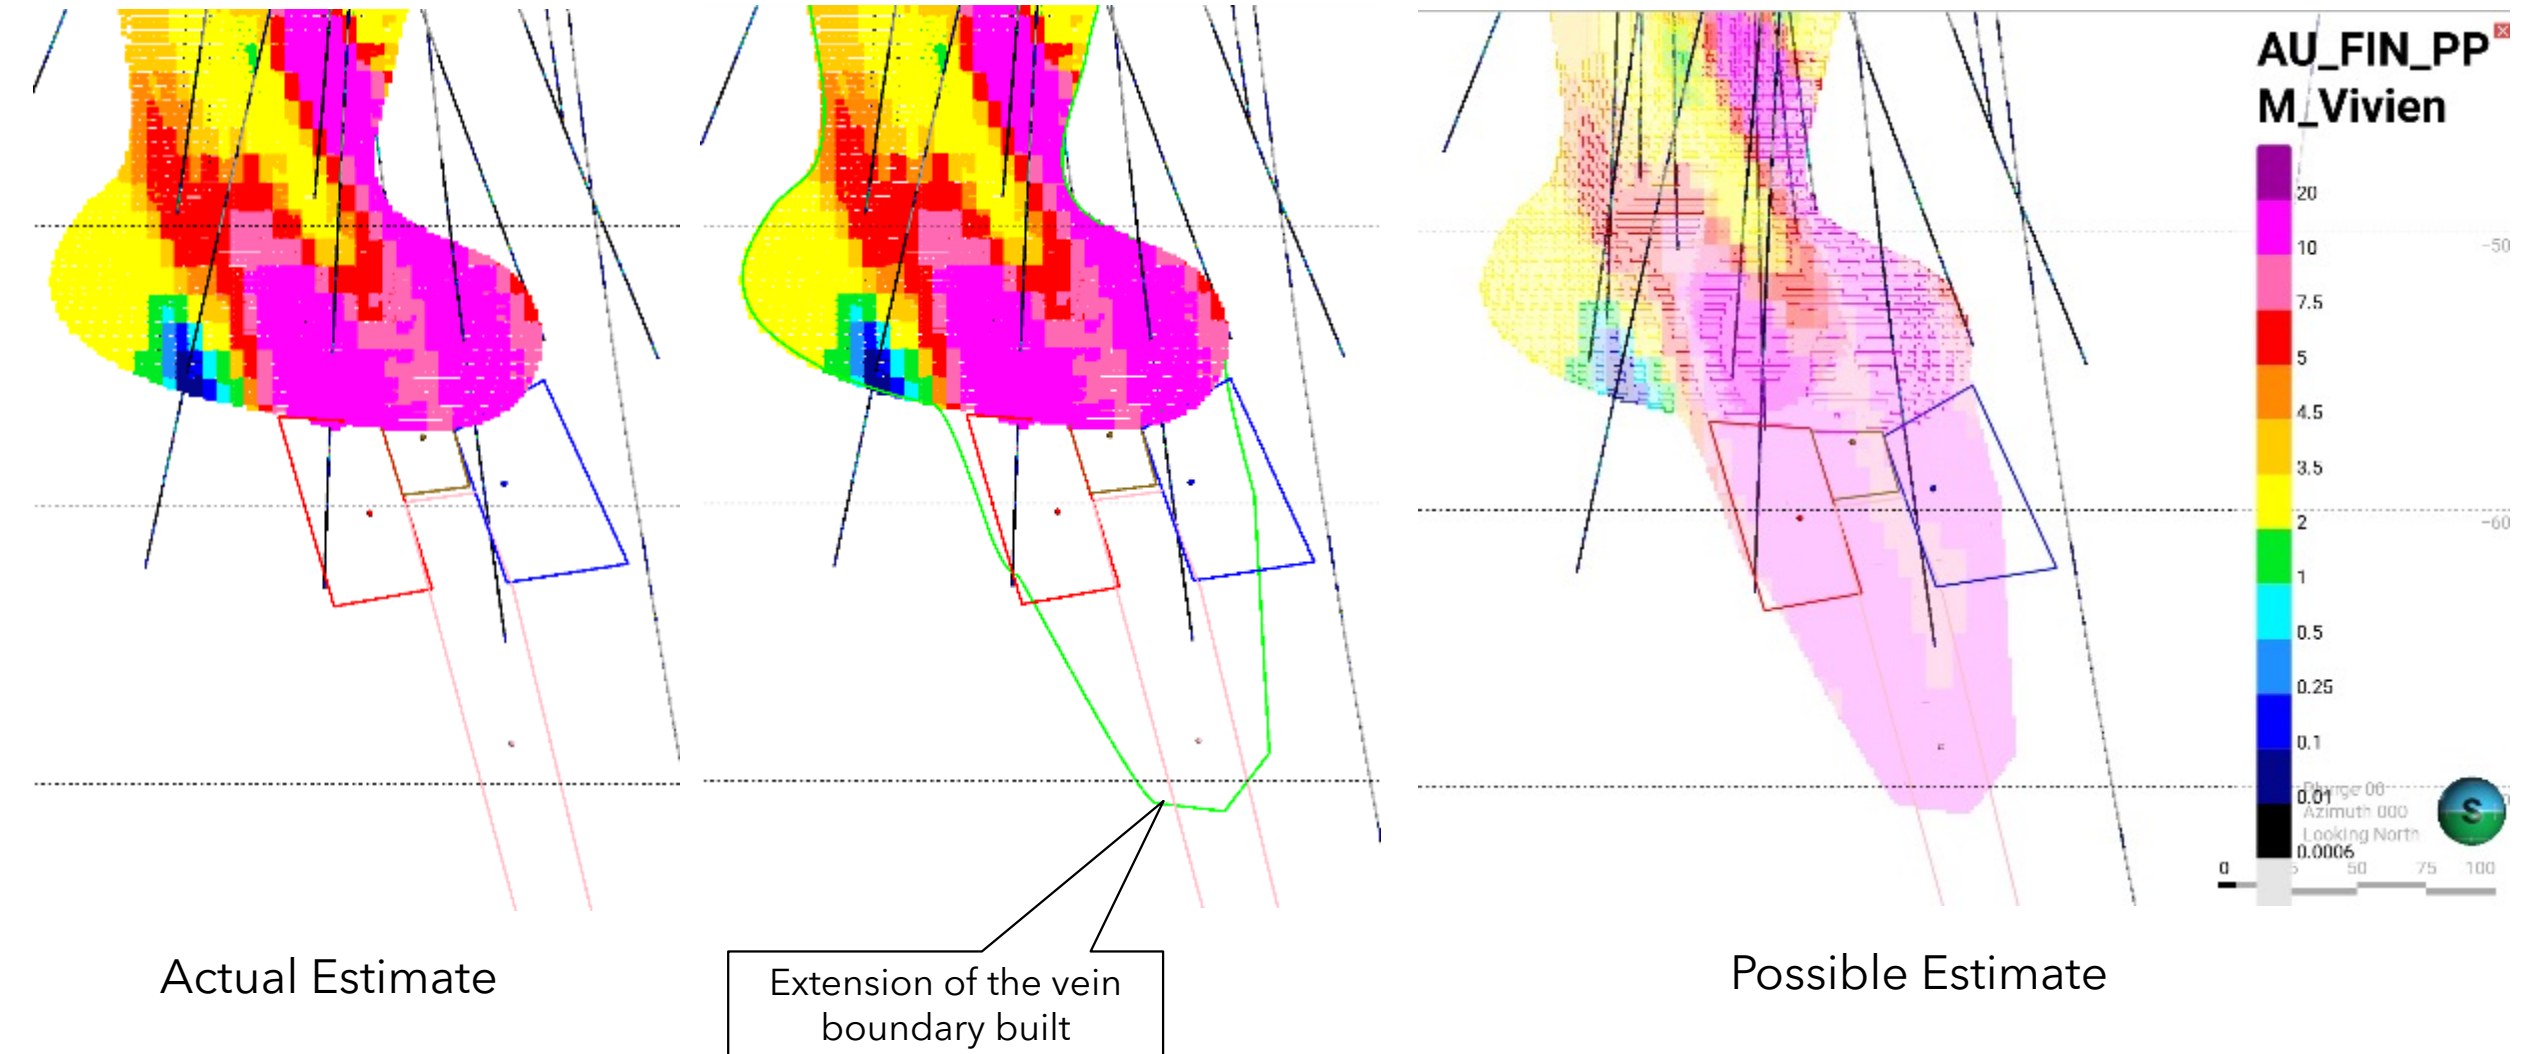 AU_FIN_PP
M_Vivien
20
10
7.5
5
4.5
3.5
2
1
0.5
0.25
0.1
0.01
0.0006
−50
−60
Plunge 00
Azimuth 000
Looking North
S
0
50
75
100
Actual Estimate
Extension of the vein
boundary built
Possible Estimate